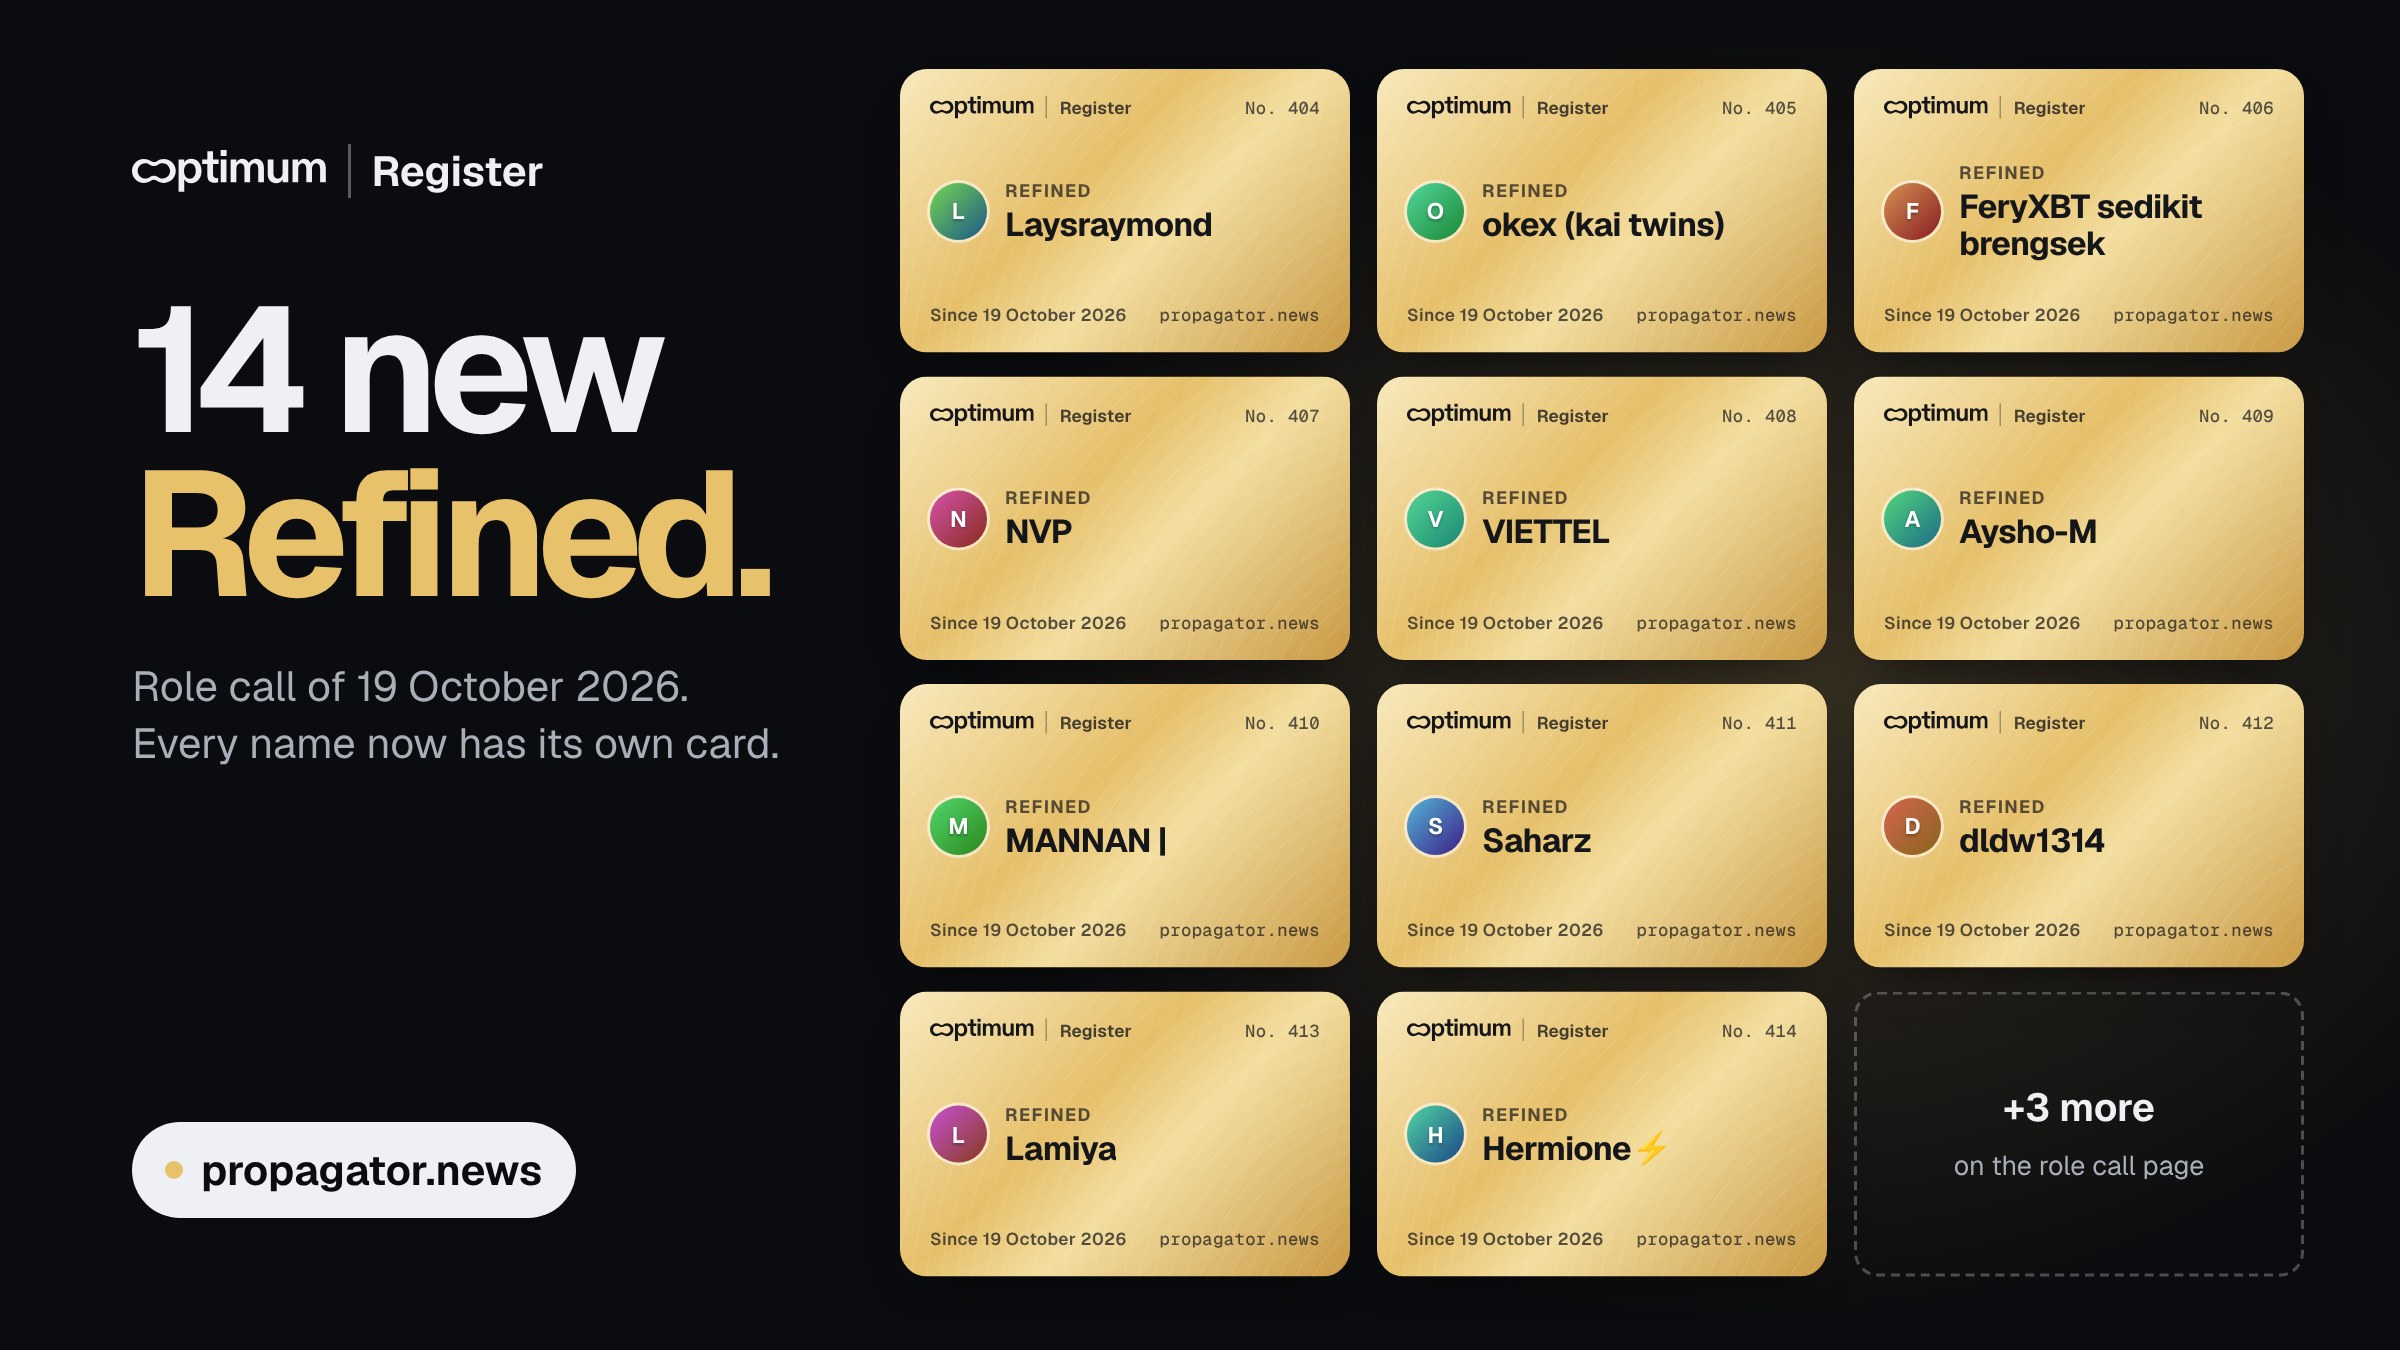 optimum | Register
14 new
Refined.
Role call of 19 October 2026.
Every name now has its own card.
propagator.news
optimum | Register No. 404
REFINED
Laysraymond
Since 19 October 2026 propagator.news
optimum | Register No. 405
REFINED
okex (kai twins)
Since 19 October 2026 propagator.news
optimum | Register No. 406
REFINED
FeryXBT sedikit
brengsek
Since 19 October 2026 propagator.news
optimum | Register No. 407
REFINED
NVP
Since 19 October 2026 propagator.news
optimum | Register No. 408
REFINED
VIETTEL
Since 19 October 2026 propagator.news
optimum | Register No. 409
REFINED
Aysho-M
Since 19 October 2026 propagator.news
optimum | Register No. 410
REFINED
MANNAN |
Since 19 October 2026 propagator.news
optimum | Register No. 411
REFINED
Saharz
Since 19 October 2026 propagator.news
optimum | Register No. 412
REFINED
dldw1314
Since 19 October 2026 propagator.news
optimum | Register No. 413
REFINED
Lamiya
Since 19 October 2026 propagator.news
optimum | Register No. 414
REFINED
Hermione⚡
Since 19 October 2026 propagator.news
+3 more
on the role call page
L
O
F
N
V
A
M
S
D
L
H